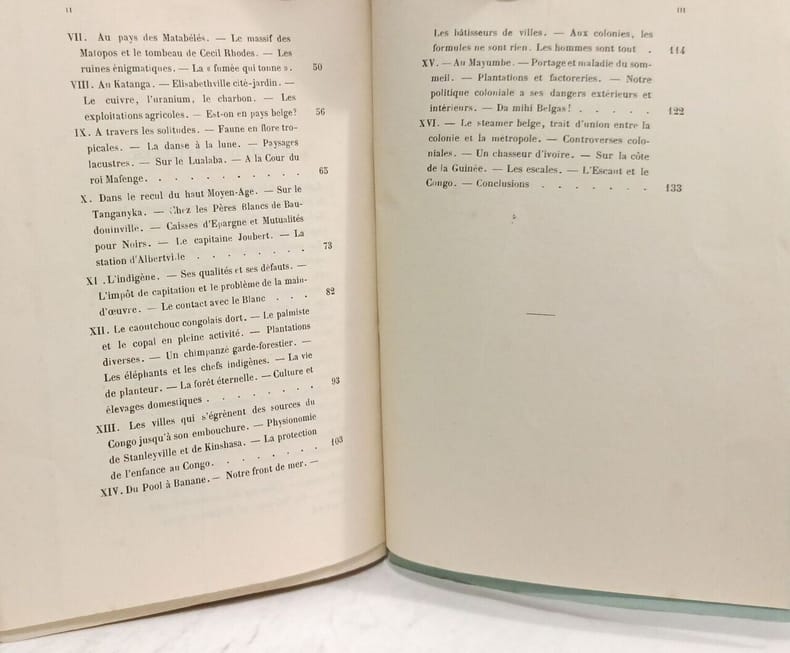 II
VII. Au pays des Matabélés. — Le massif des
Matopos et le tombeau de Cecil Rhodes. — Les
ruines énigmatiques. — La « fumée qui tonne ». 50
VIII. Au Katanga. — Elisabethville cité-jardin. —
Le cuivre, l'uranium, le charbon. — Les
exploitations agricoles. — Est-on en pays belge? 56
IX. A travers les solitudes. — Faune en flore tro-
picales. — La danse à la lune. — Paysages
lacustres. — Sur le Lualaba. — A la Cour du
roi Mafenge. . . . . . . . . 65
X. Dans le recul du haut Moyen-Age. — Sur le
Tanganyka. — Chez les Pères Blancs de Bau-
douinville. — Caisses d'Epargne et Mutualités
pour Noirs. — Le capitaine Joubert. — La
station d'Albertvi.le . . . . . . . 73
XI .L'indigène. — Ses qualités et ses défauts. —
L'impôt de capitation et le problème de la main-
d'œuvre. — Le contact avec le Blanc . . . 82
XII. Le caoutchouc congolais dort. — Le palmiste
et le copal en pleine activité. — Plantations
diverses. — Un chimpanzé garde-forestier. —
Les éléphants et les chefs indigènes. — La vie
de planteur. — La forêt éternelle. — Culture et
élevages domestiques . . . . . . . 93
XIII. Les villes qui s'égrènent des sources du
Congo jusqu'à son embouchure. — Physionomie
de Stanleyville et de Kinshasa. — La protection
de l'enfance au Congo. . . . . . . 103
XIV. Du Pool à Banane. — Notre front de mer. —
III
Les bâtisseurs de villes. — Aux colonies, les
formules ne sont rien. Les hommes sont tout . 114
XV. — Au Mayumbe. — Portage et maladie du som-
meil. — Plantations et factoreries. — Notre
politique coloniale a ses dangers extérieurs et
intérieurs. — Da mihi Belgas! . . . . . 122
XVI. — Le steamer belge, trait d'union entre la
colonie et la métropole. — Controverses colo-
niales. — Un chasseur d'ivoire. — Sur la côte
de la Guinée. — Les escales. — L'Escaut et le
Congo. — Conclusions . . . . . . . 133